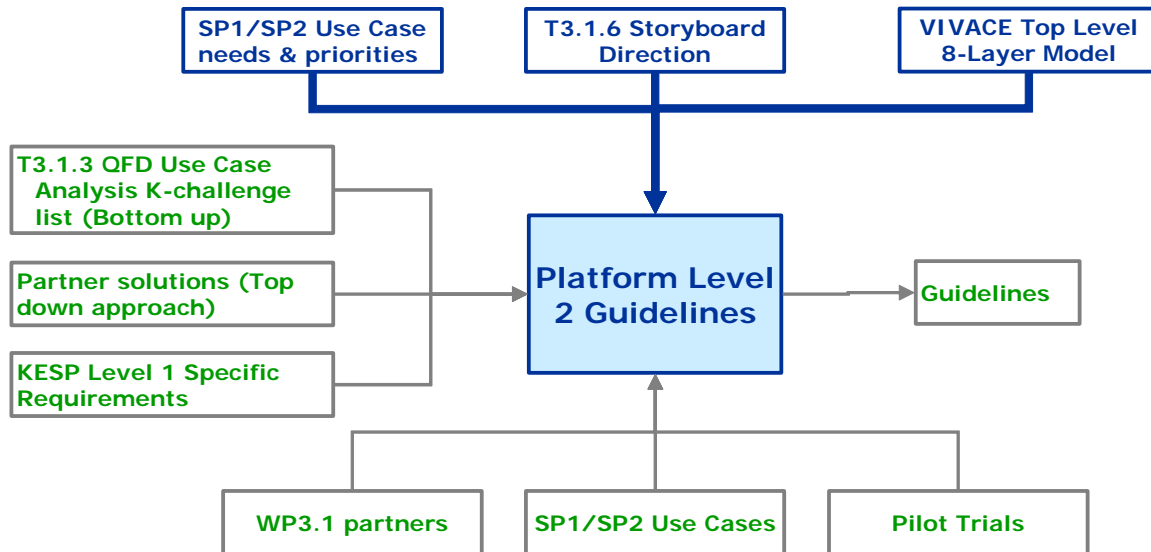 SP1/SP2 Use Case
needs & priorities
T3.1.6 Storyboard
Direction
VIVACE Top Level
8-Layer Model
T3.1.3 QFD Use Case
Analysis K-challenge
list (Bottom up)
Partner solutions (Top
down approach)
KESP Level 1 Specific
Requirements
Platform Level
2 Guidelines
Guidelines
WP3.1 partners
SP1/SP2 Use Cases
Pilot Trials